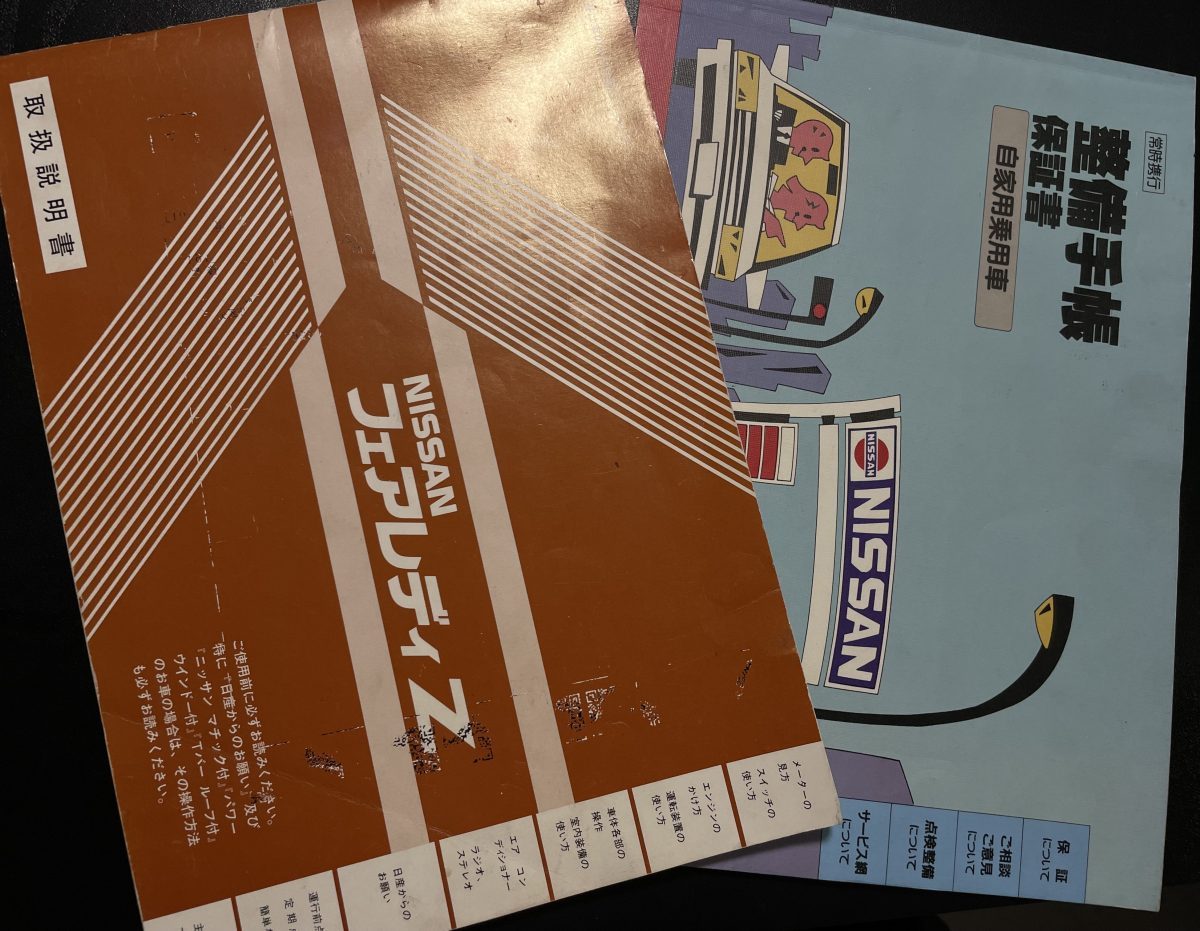 取扱説明書
NISSAN
フェアレディZ
ご使用前に必ずお読みください。
特に『日産からのお願い』及び
『ニッサン マチック付』『パワー
ウインドー付』『Tバー ルーフ付』
のお車の場合は、その操作方法
も必ずお読みください。
メーターの
見方
スイッチの
使い方
エンジンの
かけ方
運転装置の
使い方
車体各部の
操作
室内装備の
使い方
エア コン
ディショナー
ラジオ、
ステレオ
日産からの
お願い
運行前点
定期
簡単
主
常時携行
整備手帳
保証書
自家用乗用車
NISSAN
NISSAN
保 証
について
ご相談
ご意見
について
点検整備
について
サービス網
について